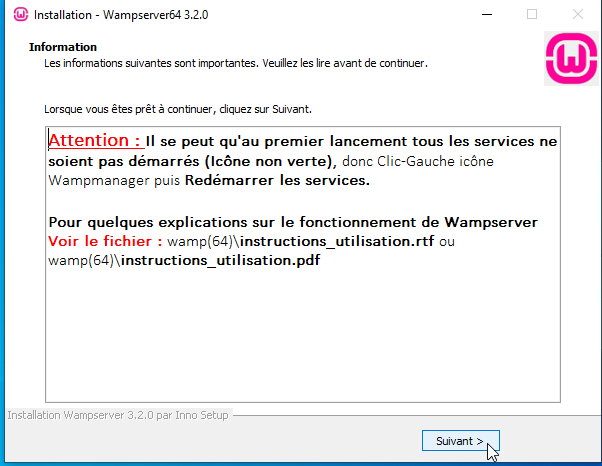 Installation - Wampserver64 3.2.0
Information
Les informations suivantes sont importantes. Veuillez les lire avant de continuer.
Lorsque vous êtes prêt à continuer, cliquez sur Suivant.
Attention : Il se peut qu'au premier lancement tous les services ne
soient pas démarrés (Icône non verte), donc Clic-Gauche icône
Wampmanager puis Redémarrer les services.
Pour quelques explications sur le fonctionnement de Wampserver
Voir le fichier : wamp(64)\instructions_utilisation.rtf ou
wamp(64)\instructions_utilisation.pdf
Installation Wampserver 3.2.0 par Inno Setup
Suivant >